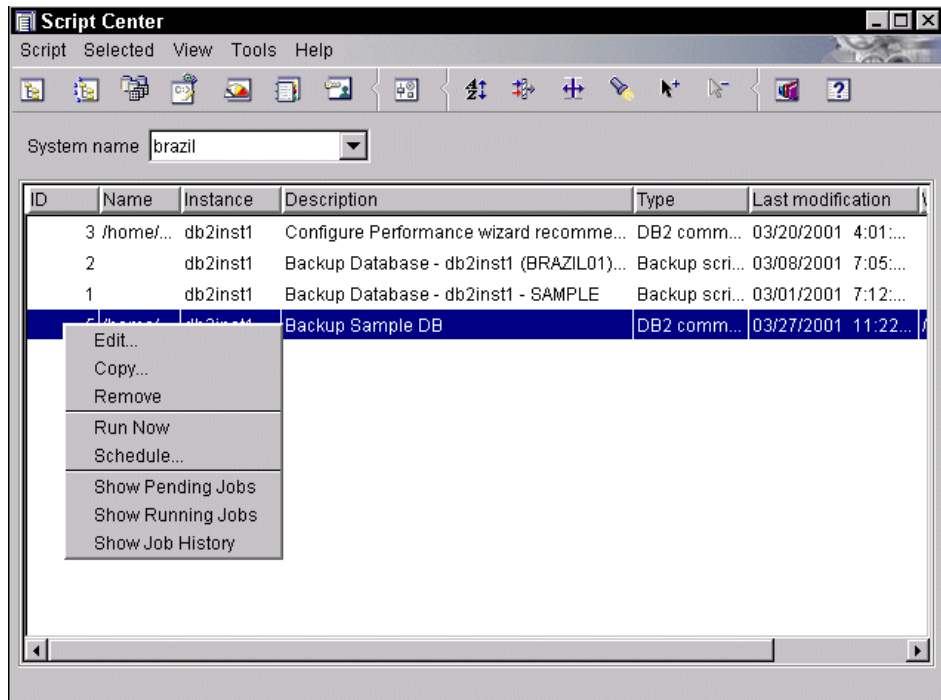 Script Center
Script Selected View Tools Help
System name brazil
ID Name Instance Description Type Last modification
3 /home/... db2inst1 Configure Performance wizard recomme... DB2 comm... 03/20/2001 4:01:...
2 db2inst1 Backup Database - db2inst1 (BRAZIL01)... Backup scri... 03/08/2001 7:05:...
1 db2inst1 Backup Database - db2inst1 - SAMPLE Backup scri... 03/01/2001 7:12:...
Backup Sample DB DB2 comm... 03/27/2001 11:22...
Edit...
Copy...
Remove
Run Now
Schedule...
Show Pending Jobs
Show Running Jobs
Show Job History